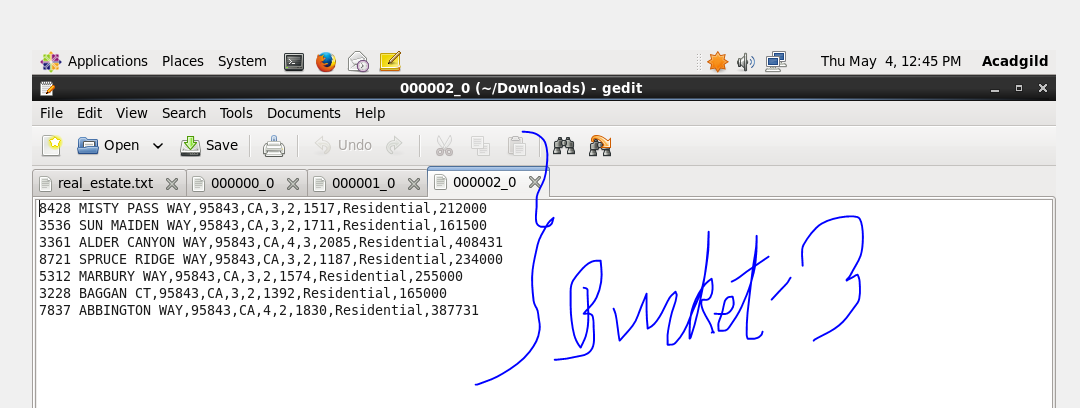 Applications Places System Thu May 4, 12:45 PM Acadgild
000002_0 (~/Downloads) - gedit
File Edit View Search Tools Documents Help
Open Save Undo
real_estate.txt 000000_0 000001_0 000002_0
8428 MISTY PASS WAY,95843,CA,3,2,1517,Residential,212000
3536 SUN MAIDEN WAY,95843,CA,3,2,1711,Residential,161500
3361 ALDER CANYON WAY,95843,CA,4,3,2085,Residential,408431
8721 SPRUCE RIDGE WAY,95843,CA,3,2,1187,Residential,234000
5312 MARBURY WAY,95843,CA,3,2,1574,Residential,255000
3228 BAGGAN CT,95843,CA,3,2,1392,Residential,165000
7837 ABBINGTON WAY,95843,CA,4,2,1830,Residential,387731
Bucket-3